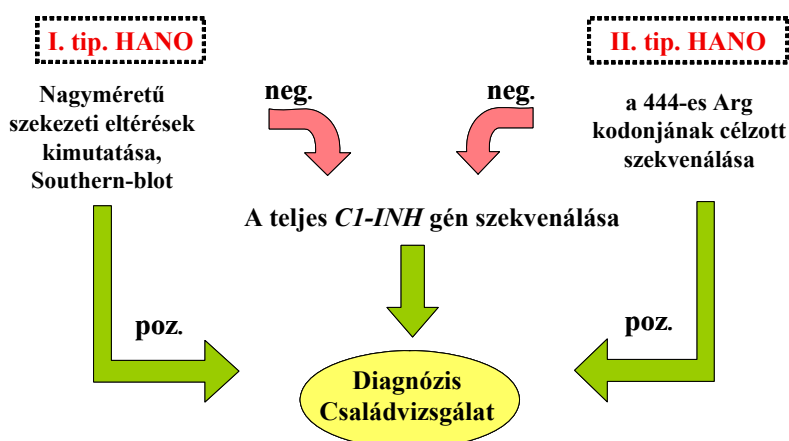 I. tip. HANO
II. tip. HANO
Nagyméretű
szekezeti eltérések
kimutatása,
Southern-blot
neg.
neg.
a 444-es Arg
kodonjának célzott
szekvenálása
A teljes C1-INH gén szekvenálása
poz.
poz.
Diagnózis
Családvizsgálat